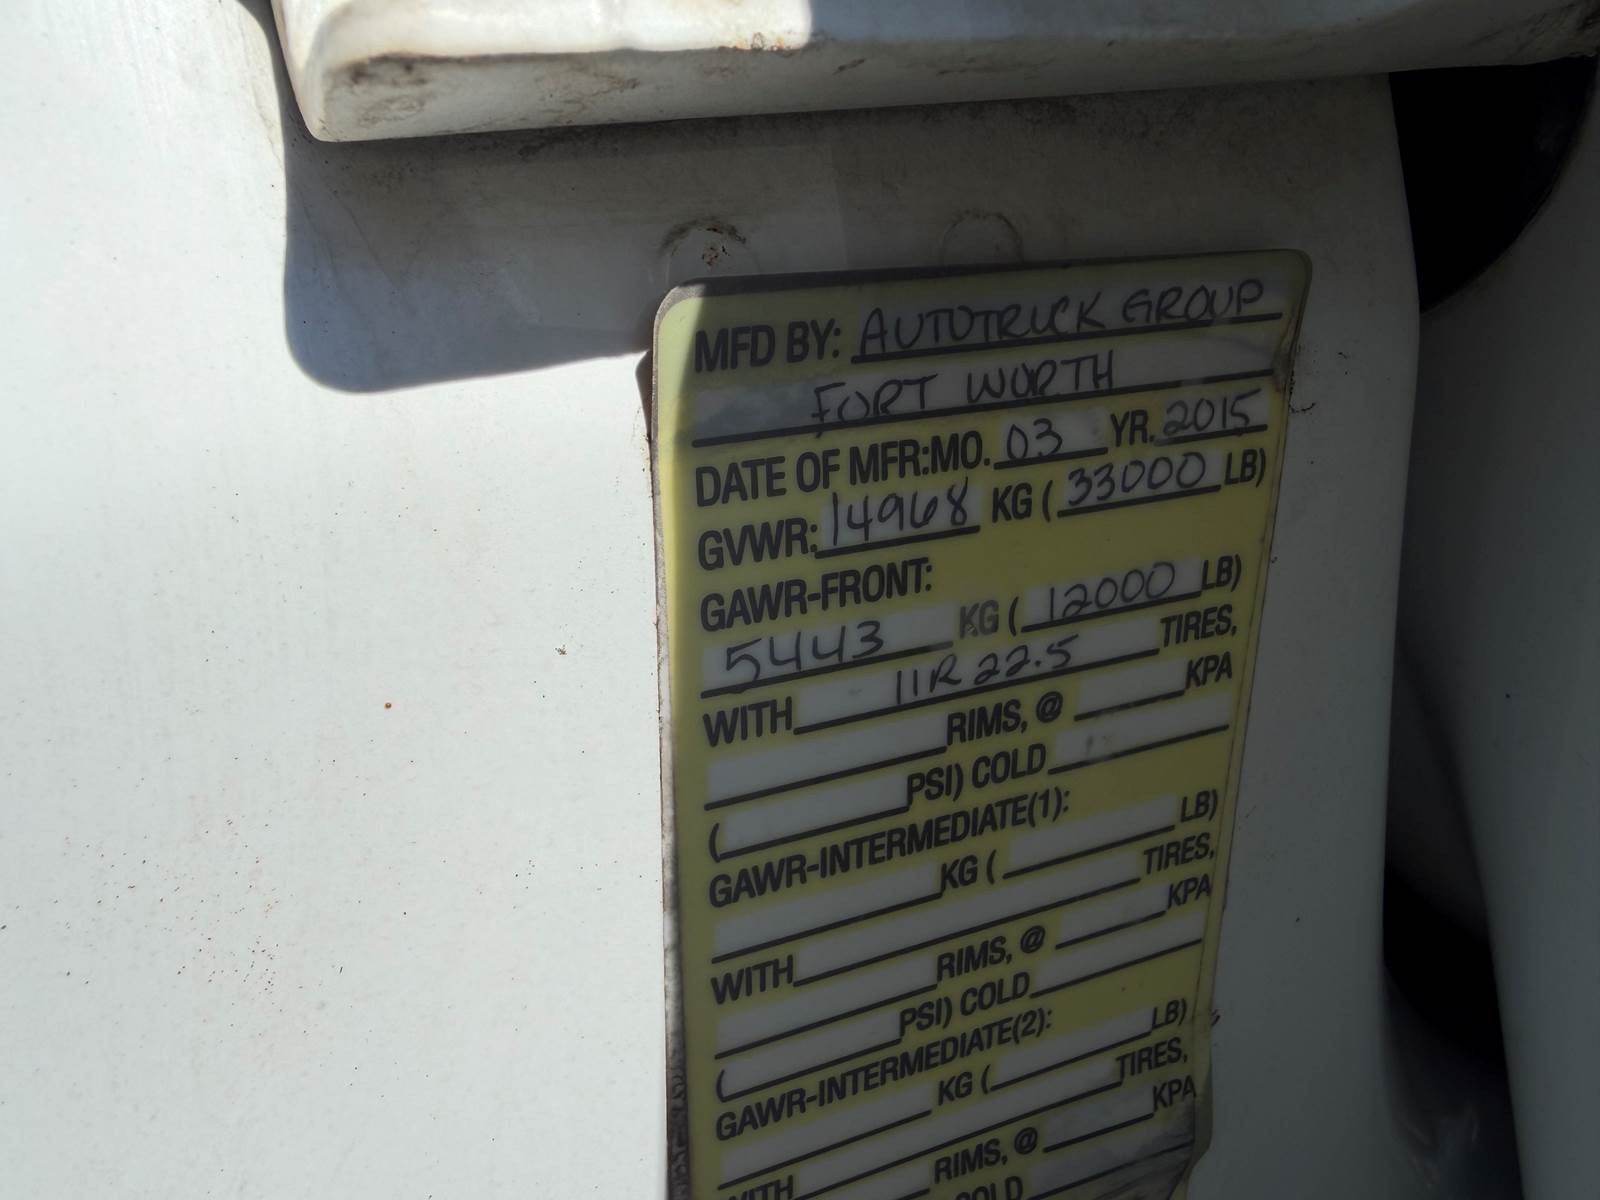 MFD BY: AUTOTRUCK GROUP
FORT WORTH
DATE OF MFR:MO. 03 YR. 2015
GVWR: 14968 KG ( 33000 LB)
GAWR-FRONT:
5443 KG ( 12000 LB)
WITH 11R22.5 TIRES,
RIMS, @ KPA
( PSI) COLD
GAWR-INTERMEDIATE(1):
KG ( LB)
WITH TIRES,
RIMS, @ KPA
( PSI) COLD
GAWR-INTERMEDIATE(2):
KG ( LB)
WITH TIRES,
RIMS, @ KPA
COLD